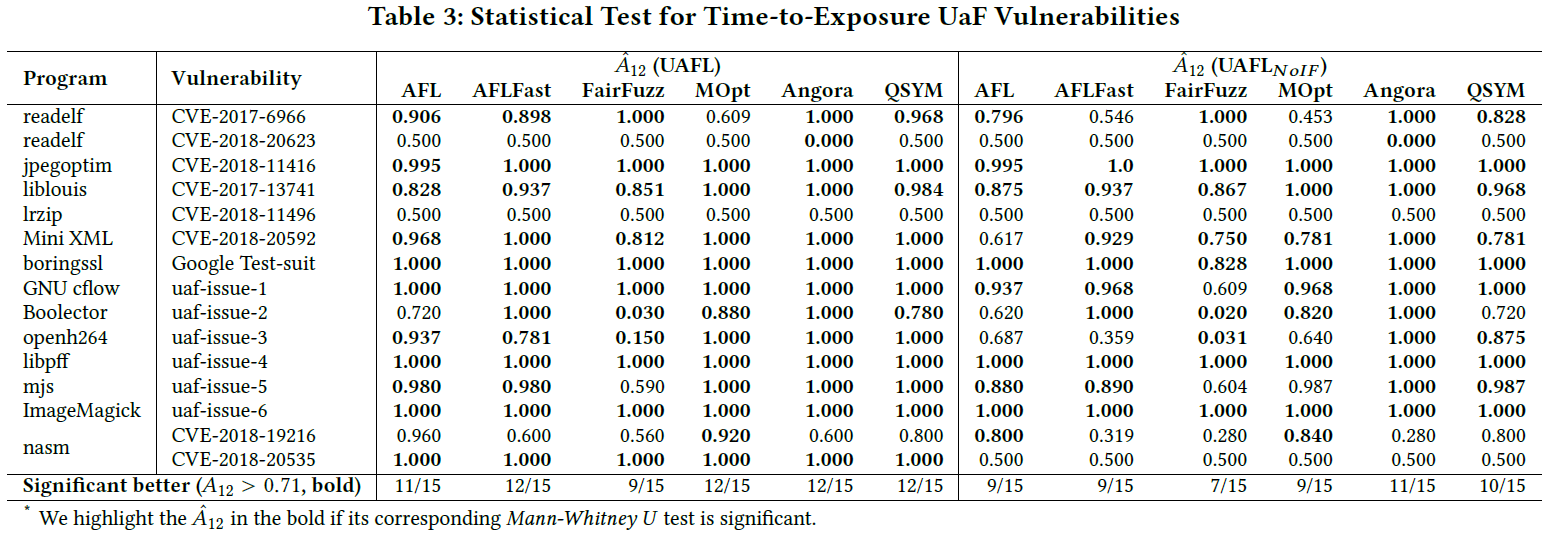 Table 3: Statistical Test for Time-to-Exposure UaF Vulnerabilities
Program Vulnerability Â12 (UAFL) Â12 (UAFLNoIF)
AFL AFLFast FairFuzz MOpt Angora QSYM AFL AFLFast FairFuzz MOpt Angora QSYM
readelf CVE-2017-6966 0.906 0.898 1.000 0.609 1.000 0.968 0.796 0.546 1.000 0.453 1.000 0.828
readelf CVE-2018-20623 0.500 0.500 0.500 0.500 0.000 0.500 0.500 0.500 0.500 0.500 0.000 0.500
jpegoptim CVE-2018-11416 0.995 1.000 1.000 1.000 1.000 1.000 0.995 1.0 1.000 1.000 1.000 1.000
liblouis CVE-2017-13741 0.828 0.937 0.851 1.000 1.000 0.984 0.875 0.937 0.867 1.000 1.000 0.968
lrzip CVE-2018-11496 0.500 0.500 0.500 0.500 0.500 0.500 0.500 0.500 0.500 0.500 0.500 0.500
Mini XML CVE-2018-20592 0.968 1.000 0.812 1.000 1.000 1.000 0.617 0.929 0.750 0.781 1.000 0.781
boringssl Google Test-suit 1.000 1.000 1.000 1.000 1.000 1.000 1.000 1.000 0.828 1.000 1.000 1.000
GNU cflow uaf-issue-1 1.000 1.000 1.000 1.000 1.000 1.000 0.937 0.968 0.609 0.968 1.000 1.000
Boolector uaf-issue-2 0.720 1.000 0.030 0.880 1.000 0.780 0.620 1.000 0.020 0.820 1.000 0.720
openh264 uaf-issue-3 0.937 0.781 0.150 1.000 1.000 1.000 0.687 0.359 0.031 0.640 1.000 0.875
libpff uaf-issue-4 1.000 1.000 1.000 1.000 1.000 1.000 1.000 1.000 1.000 1.000 1.000 1.000
mjs uaf-issue-5 0.980 0.980 0.590 1.000 1.000 1.000 0.880 0.890 0.604 0.987 1.000 0.987
ImageMagick uaf-issue-6 1.000 1.000 1.000 1.000 1.000 1.000 1.000 1.000 1.000 1.000 1.000 1.000
nasm CVE-2018-19216 0.960 0.600 0.560 0.920 0.600 0.800 0.800 0.319 0.280 0.840 0.280 0.800
CVE-2018-20535 1.000 1.000 1.000 1.000 1.000 1.000 0.500 0.500 0.500 0.500 0.500 0.500
Significant better (A12 > 0.71, bold) 11/15 12/15 9/15 12/15 12/15 12/15 9/15 9/15 7/15 9/15 11/15 10/15
* We highlight the Â12 in the bold if its corresponding Mann-Whitney U test is significant.